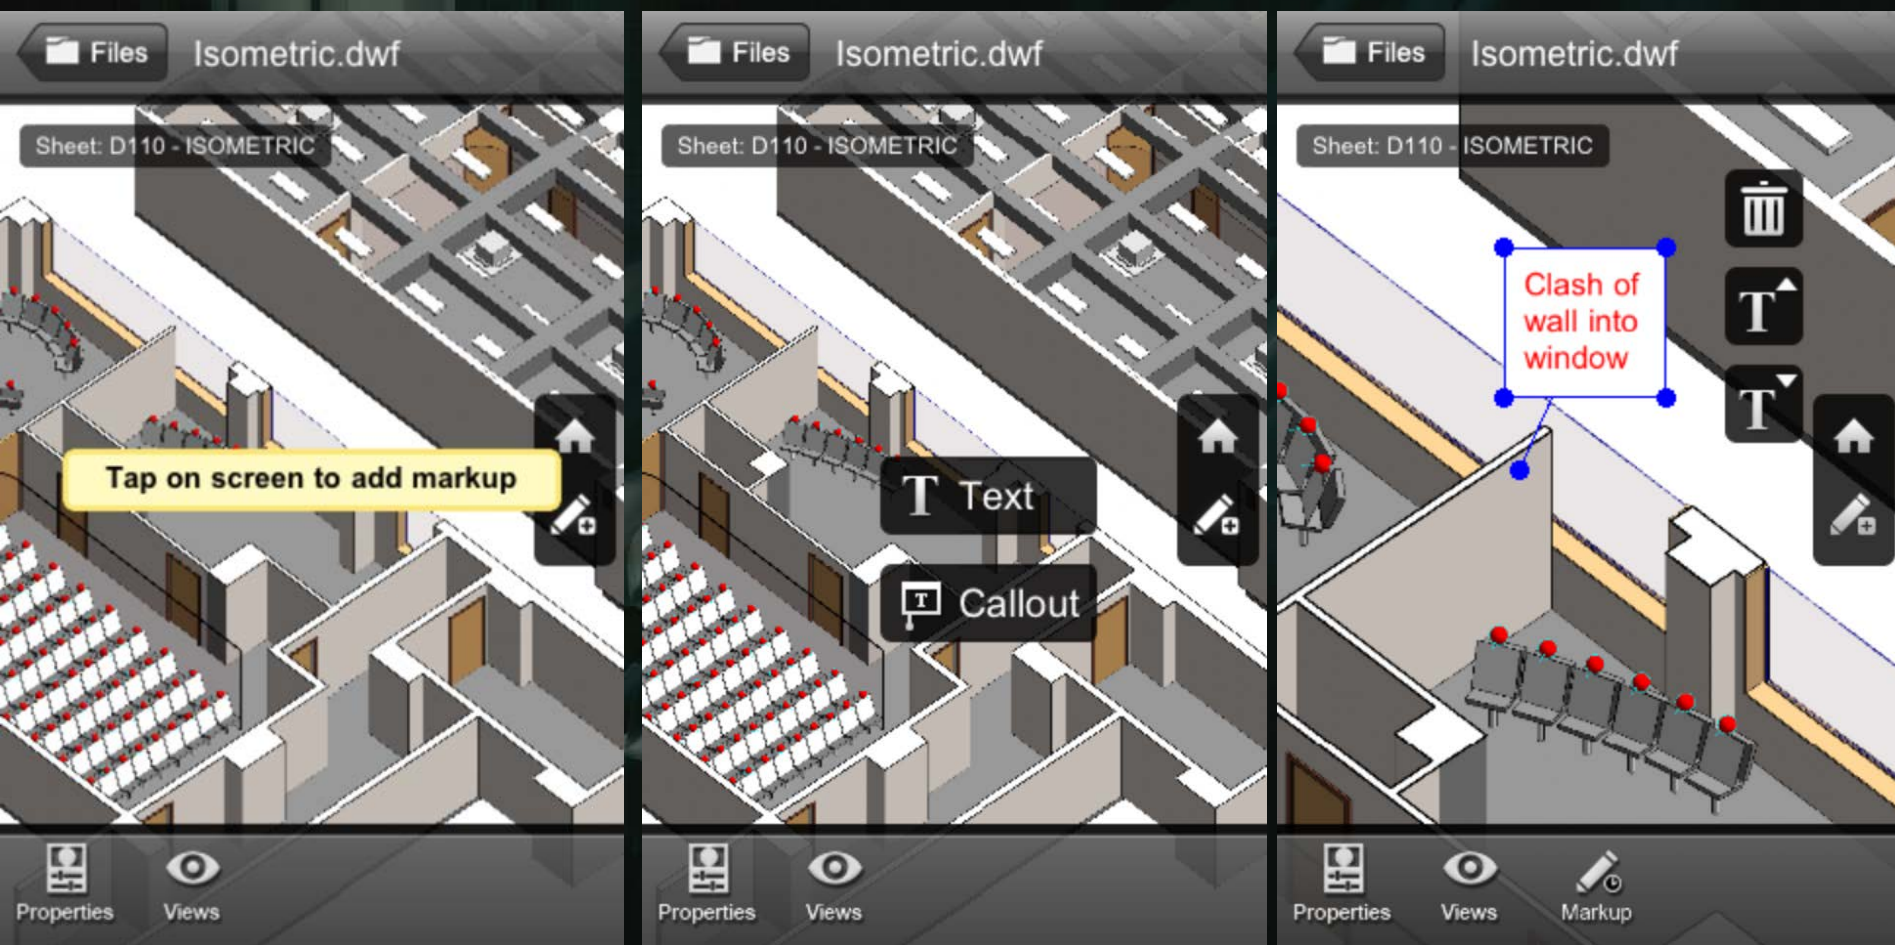 Files
Isometric.dwf
Sheet: D110 - ISOMETRIC
Tap on screen to add markup
Properties
Views
Files
Isometric.dwf
Sheet: D110 - ISOMETRIC
T Text
T Callout
Properties
Views
Files
Isometric.dwf
Sheet: D110 - ISOMETRIC
Clash of
wall into
window
T
T
Properties
Views
Markup